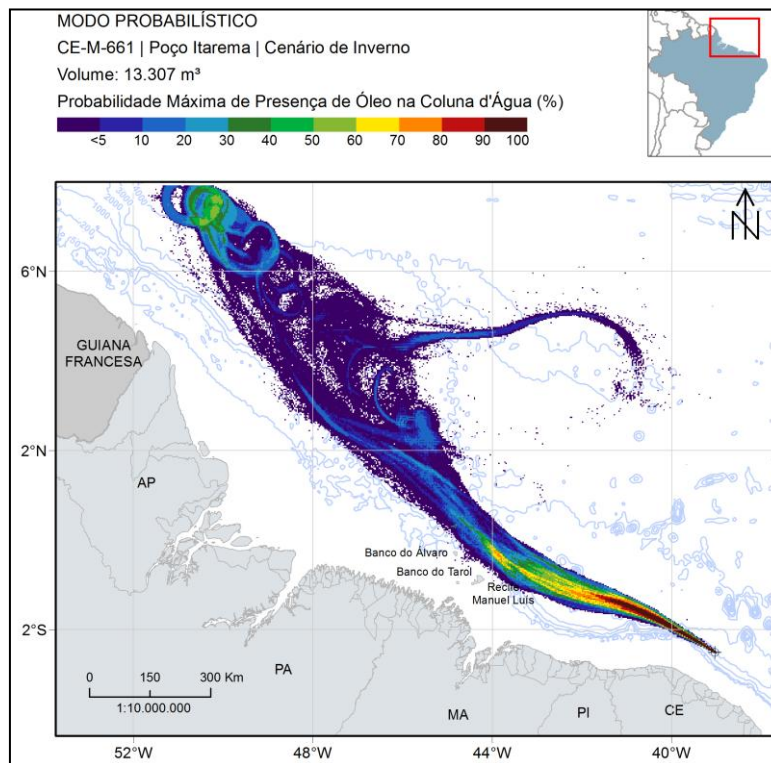 MODO PROBABILÍSTICO
CE-M-661 | Poço Itarema | Cenário de Inverno
Volume: 13.307 m³
Probabilidade Máxima de Presença de Óleo na Coluna d'Água (%)
<5 10 20 30 40 50 60 70 80 90 100
N
6°N
GUIANA
FRANCESA
2°N
AP
Banco do Álvaro
Banco do Tarol
Manuel Luís
2°S
0 150 300 Km
1:10.000.000
PA
MA
PI
CE
52°W 48°W 44°W 40°W